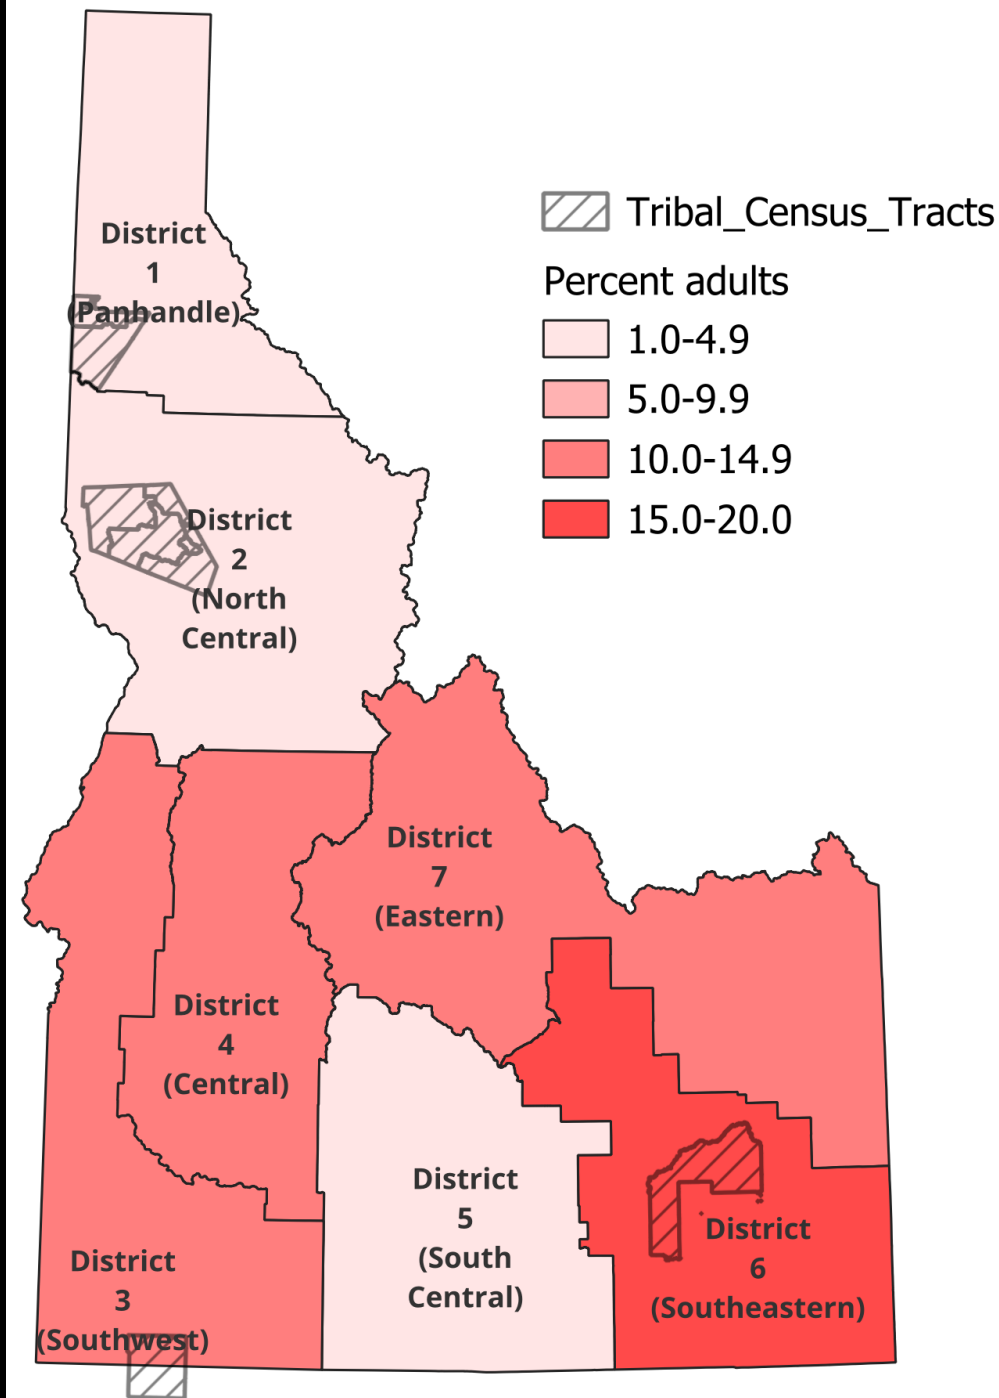 District
1
(Panhandle)
Tribal_Census_Tracts
Percent adults
1.0-4.9
5.0-9.9
10.0-14.9
15.0-20.0
District
2
(North
Central)
District
7
(Eastern)
District
4
(Central)
District
5
(South
Central)
District
6
(Southeastern)
District
3
(Southwest)